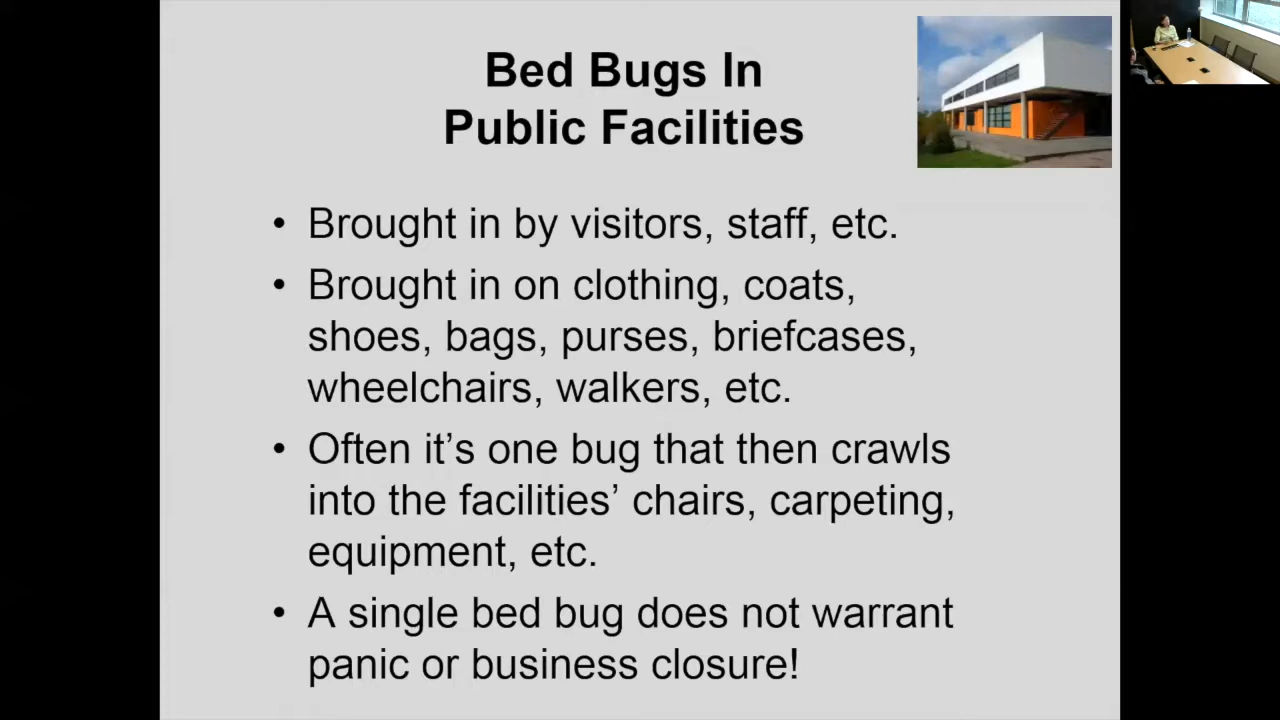 Bed Bugs In
Public Facilities
• Brought in by visitors, staff, etc.
• Brought in on clothing, coats,
shoes, bags, purses, briefcases,
wheelchairs, walkers, etc.
• Often it’s one bug that then crawls
into the facilities’ chairs, carpeting,
equipment, etc.
• A single bed bug does not warrant
panic or business closure!